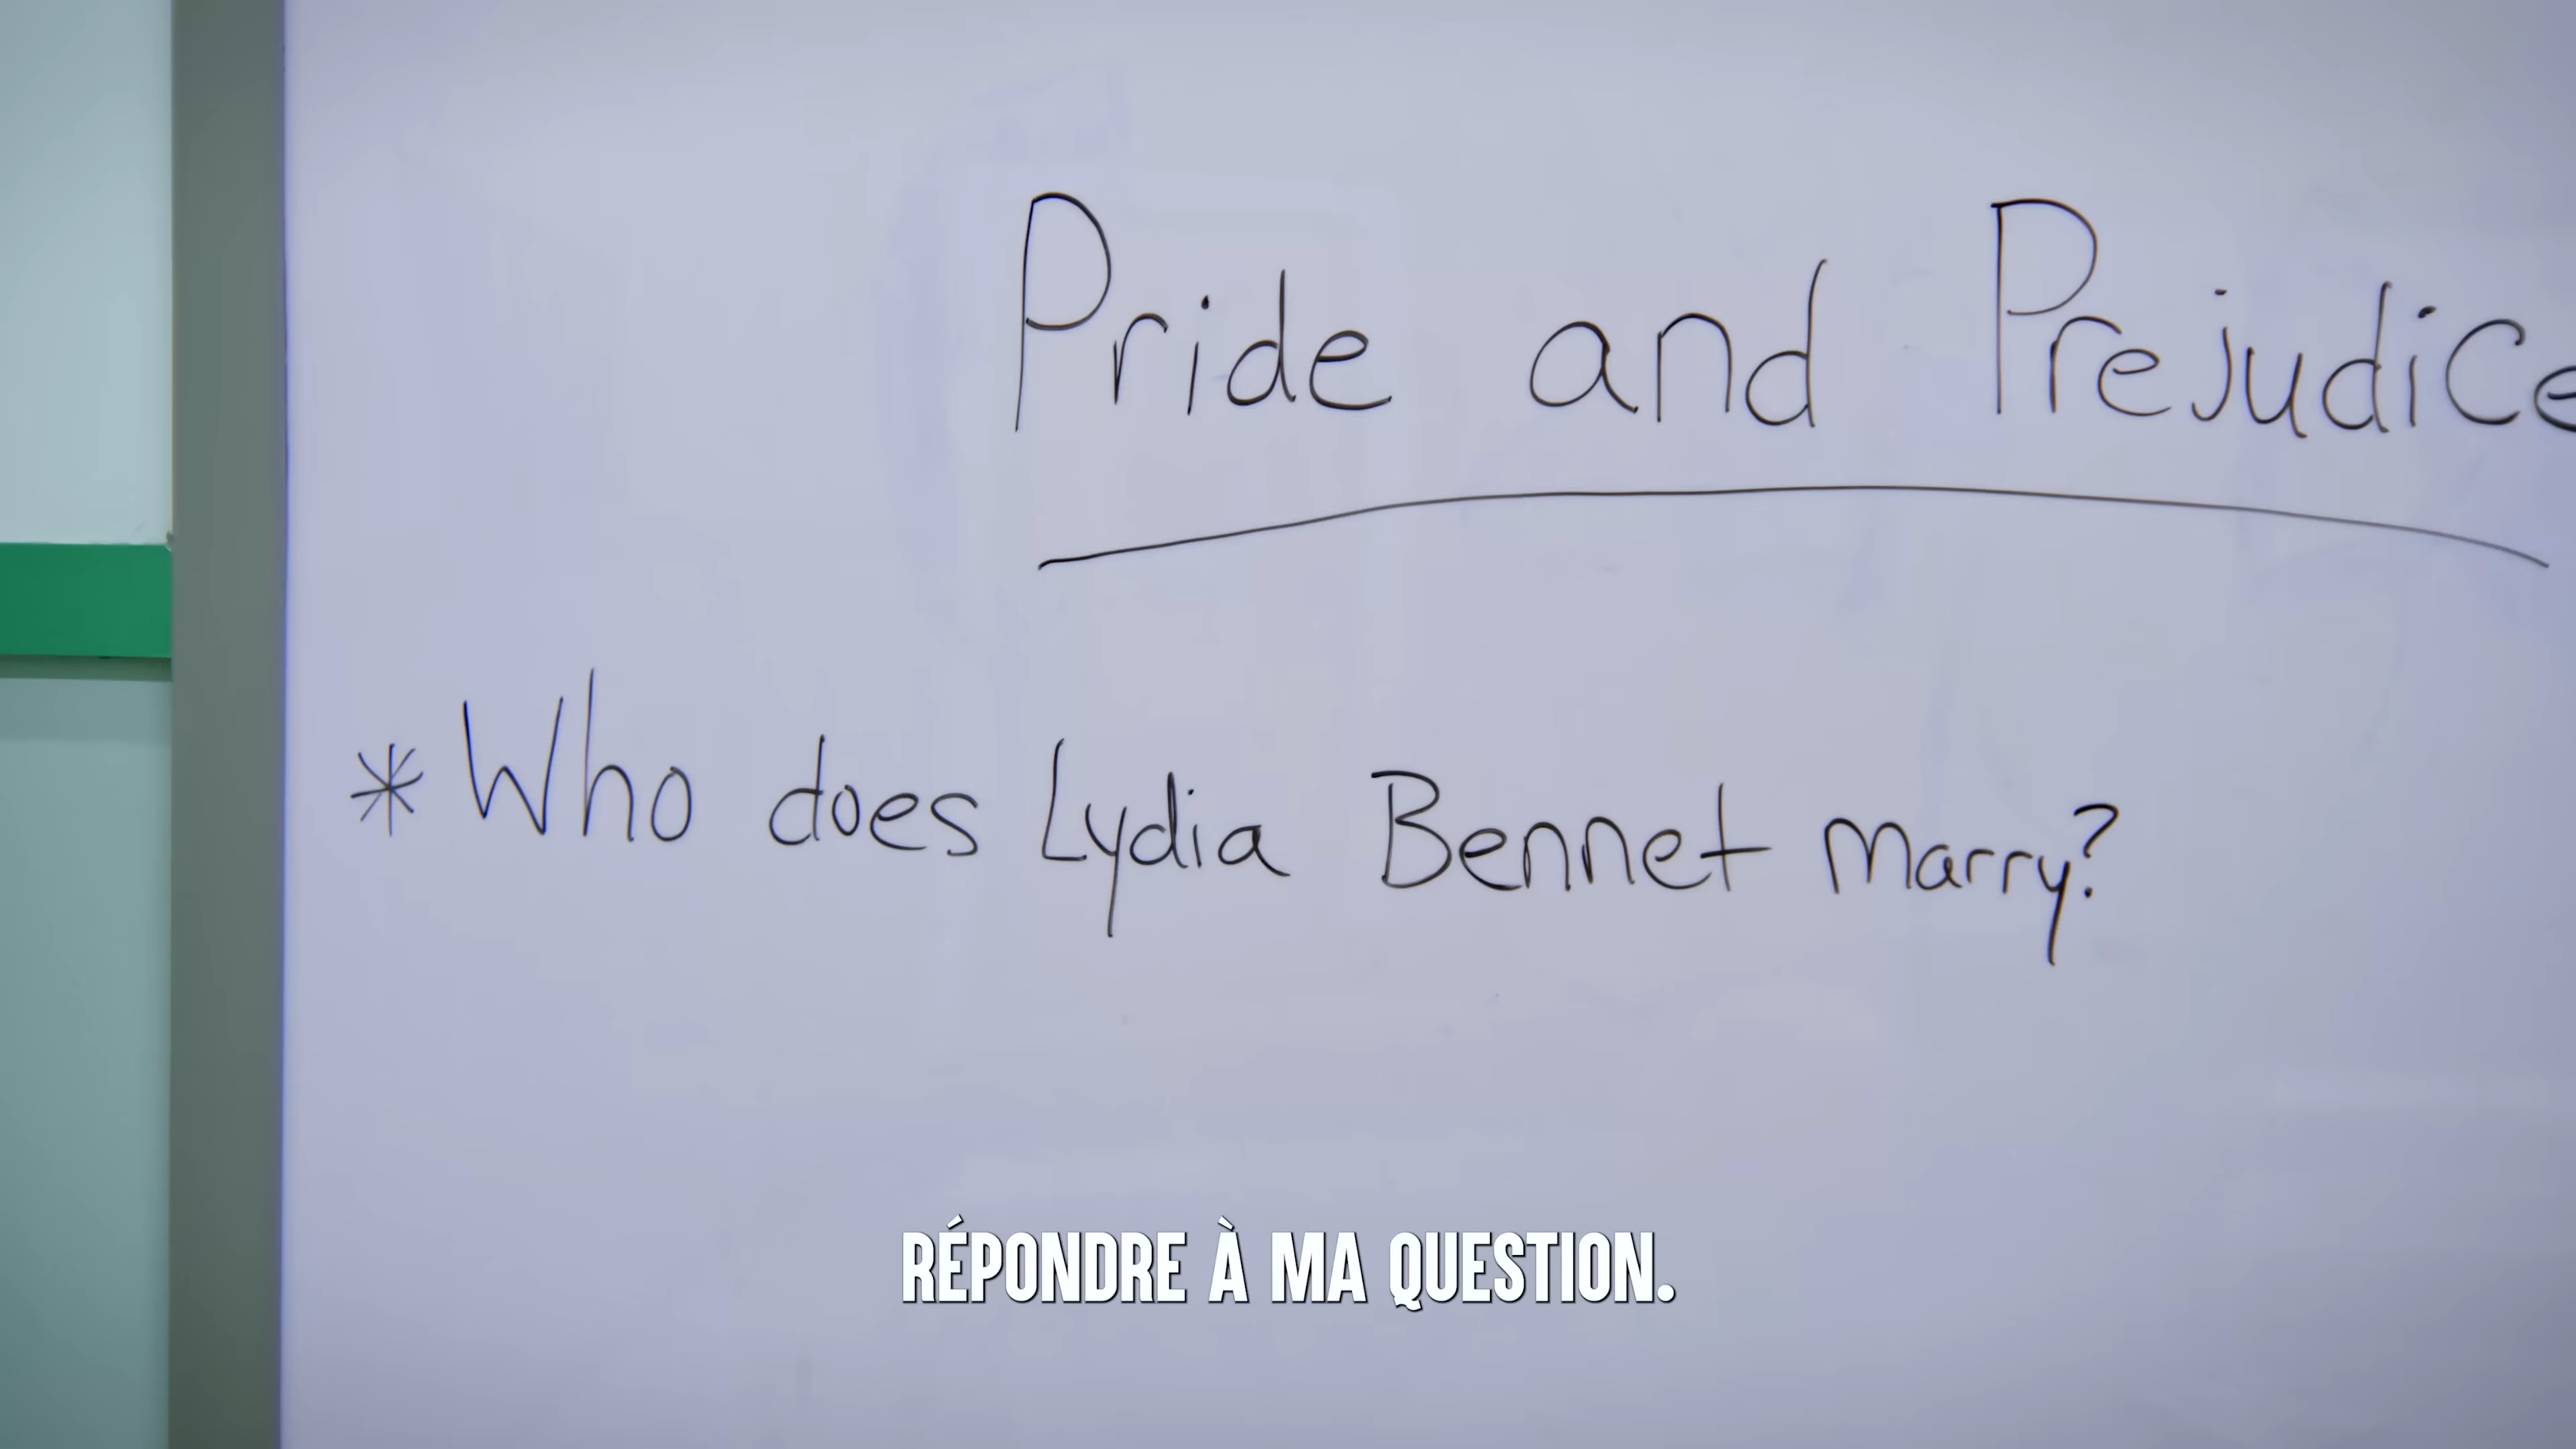 Pride and Prejudice
* Who does Lydia Bennet marry?
RÉPONDRE À MA QUESTION.